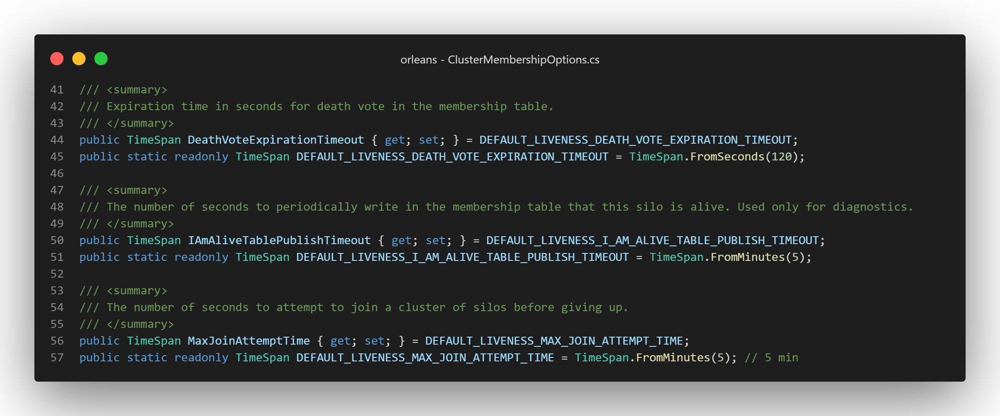 orleans - ClusterMembershipOptions.cs
41 /// <summary>
42 /// Expiration time in seconds for death vote in the membership table.
43 /// </summary>
44 public TimeSpan DeathVoteExpirationTimeout { get; set; } = DEFAULT_LIVENESS_DEATH_VOTE_EXPIRATION_TIMEOUT;
45 public static readonly TimeSpan DEFAULT_LIVENESS_DEATH_VOTE_EXPIRATION_TIMEOUT = TimeSpan.FromSeconds(120);
46
47 /// <summary>
48 /// The number of seconds to periodically write in the membership table that this silo is alive. Used only for diagnostics.
49 /// </summary>
50 public TimeSpan IAmAliveTablePublishTimeout { get; set; } = DEFAULT_LIVENESS_I_AM_ALIVE_TABLE_PUBLISH_TIMEOUT;
51 public static readonly TimeSpan DEFAULT_LIVENESS_I_AM_ALIVE_TABLE_PUBLISH_TIMEOUT = TimeSpan.FromMinutes(5);
52
53 /// <summary>
54 /// The number of seconds to attempt to join a cluster of silos before giving up.
55 /// </summary>
56 public TimeSpan MaxJoinAttemptTime { get; set; } = DEFAULT_LIVENESS_MAX_JOIN_ATTEMPT_TIME;
57 public static readonly TimeSpan DEFAULT_LIVENESS_MAX_JOIN_ATTEMPT_TIME = TimeSpan.FromMinutes(5); // 5 min